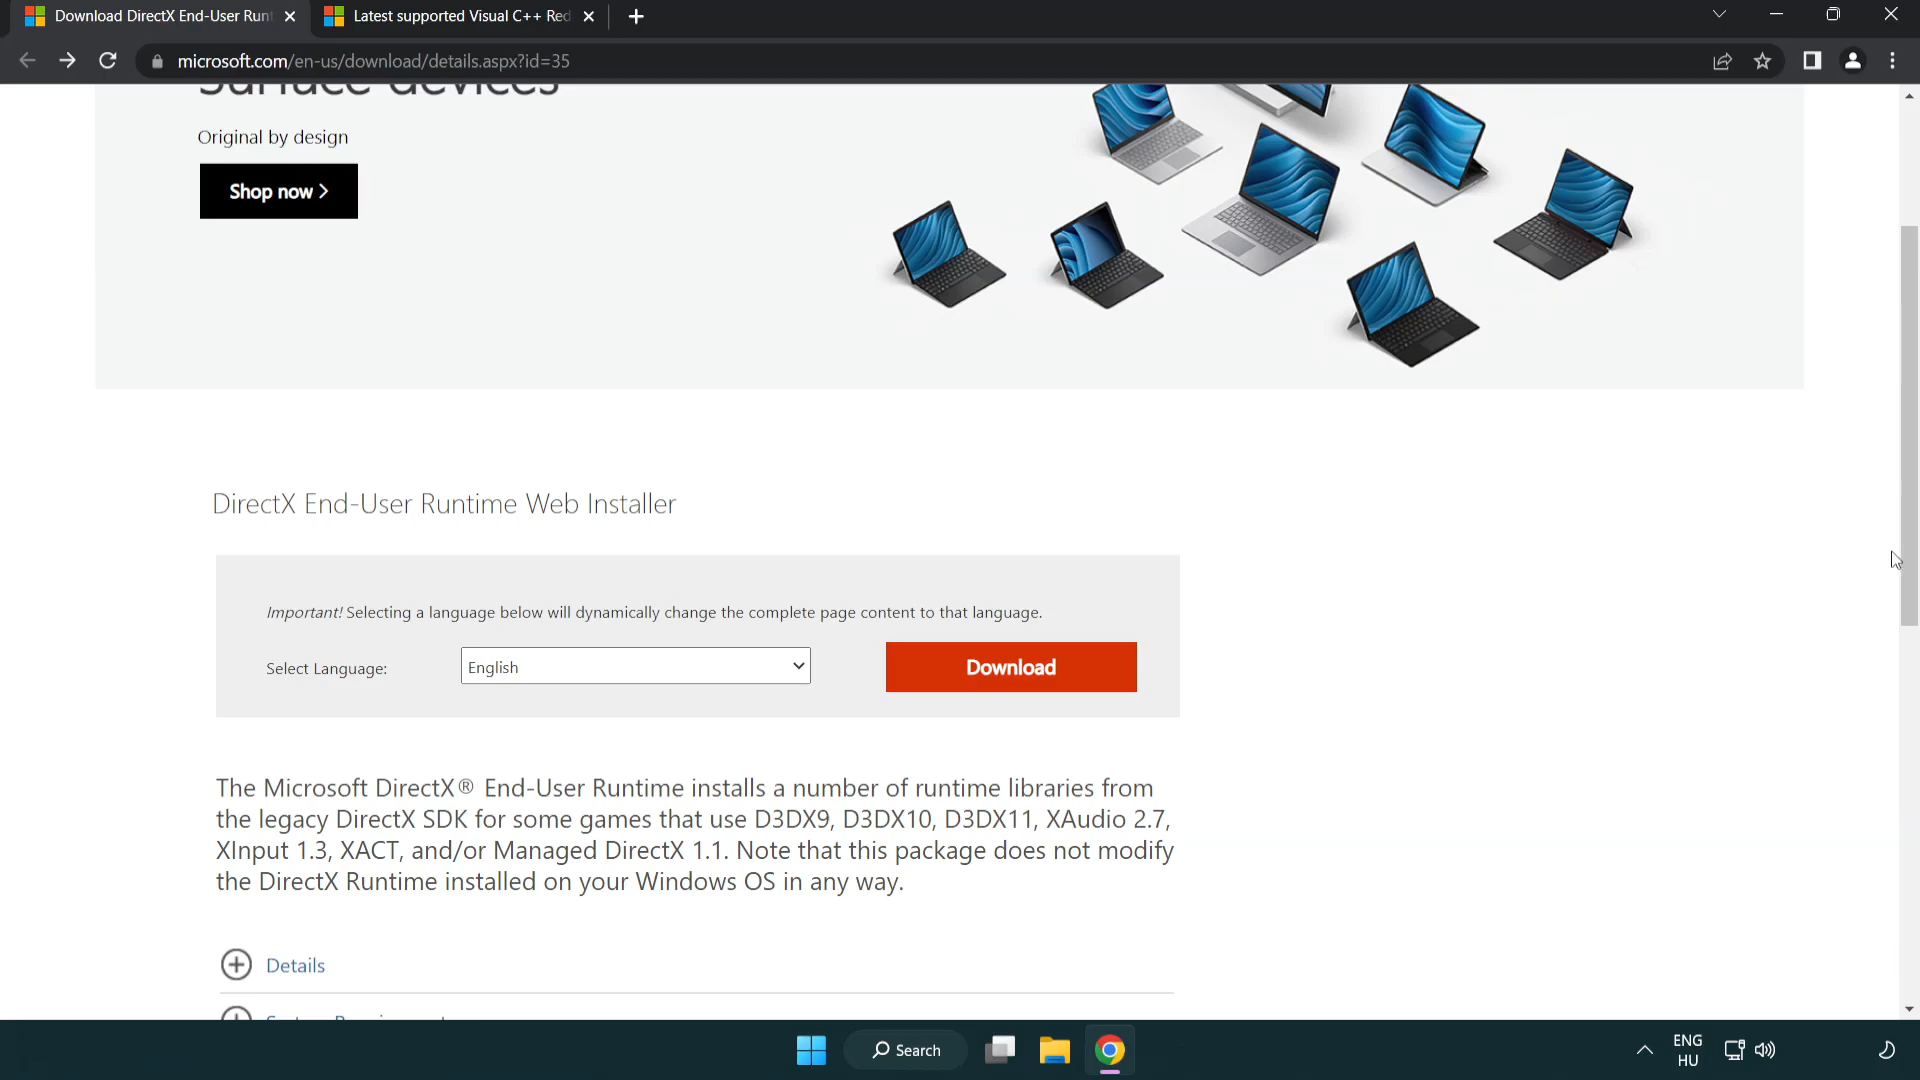 Download DirectX End-User Runt
Latest supported Visual C++ Red
microsoft.com/en-us/download/details.aspx?id=35
Surface devices
Original by design
Shop now >
DirectX End-User Runtime Web Installer
Important! Selecting a language below will dynamically change the complete page content to that language.
Select Language:
English
Download
The Microsoft DirectX® End-User Runtime installs a number of runtime libraries from
the legacy DirectX SDK for some games that use D3DX9, D3DX10, D3DX11, XAudio 2.7,
XInput 1.3, XACT, and/or Managed DirectX 1.1. Note that this package does not modify
the DirectX Runtime installed on your Windows OS in any way.
Details
Search
ENG
HU